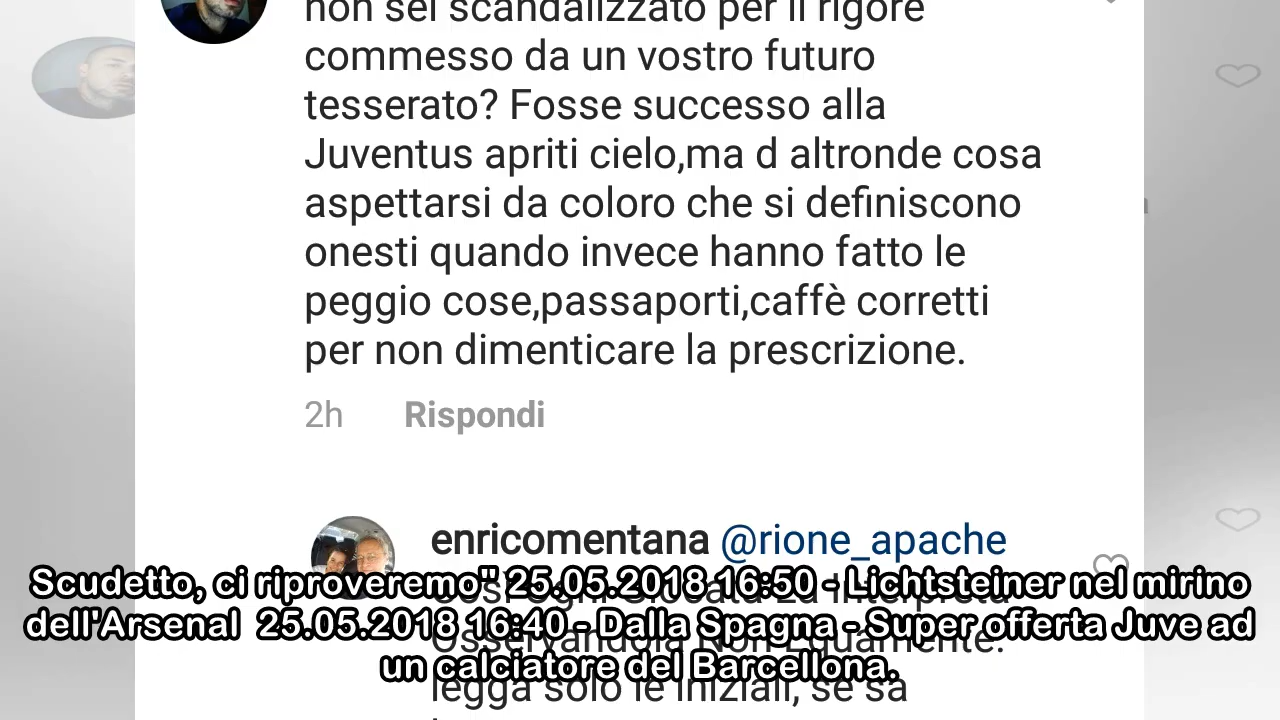 non sei scandalizzato per il rigore
commesso da un vostro futuro
tesserato? Fosse successo alla
Juventus apriti cielo,ma d altronde cosa
aspettarsi da coloro che si definiscono
onesti quando invece hanno fatto le
peggio cose,passaporti,caffè corretti
per non dimenticare la prescrizione.
2h Rispondi
enricomentana @rione_apache
Osservandola Non Equamente.
legga solo le iniziali, se sa
Scudetto, ci riproveremo" 25.05.2018 16:50 - Lichtsteiner nel mirino
dell'Arsenal 25.05.2018 16:40 - Dalla Spagna - Super offerta Juve ad
un calciatore del Barcellona.